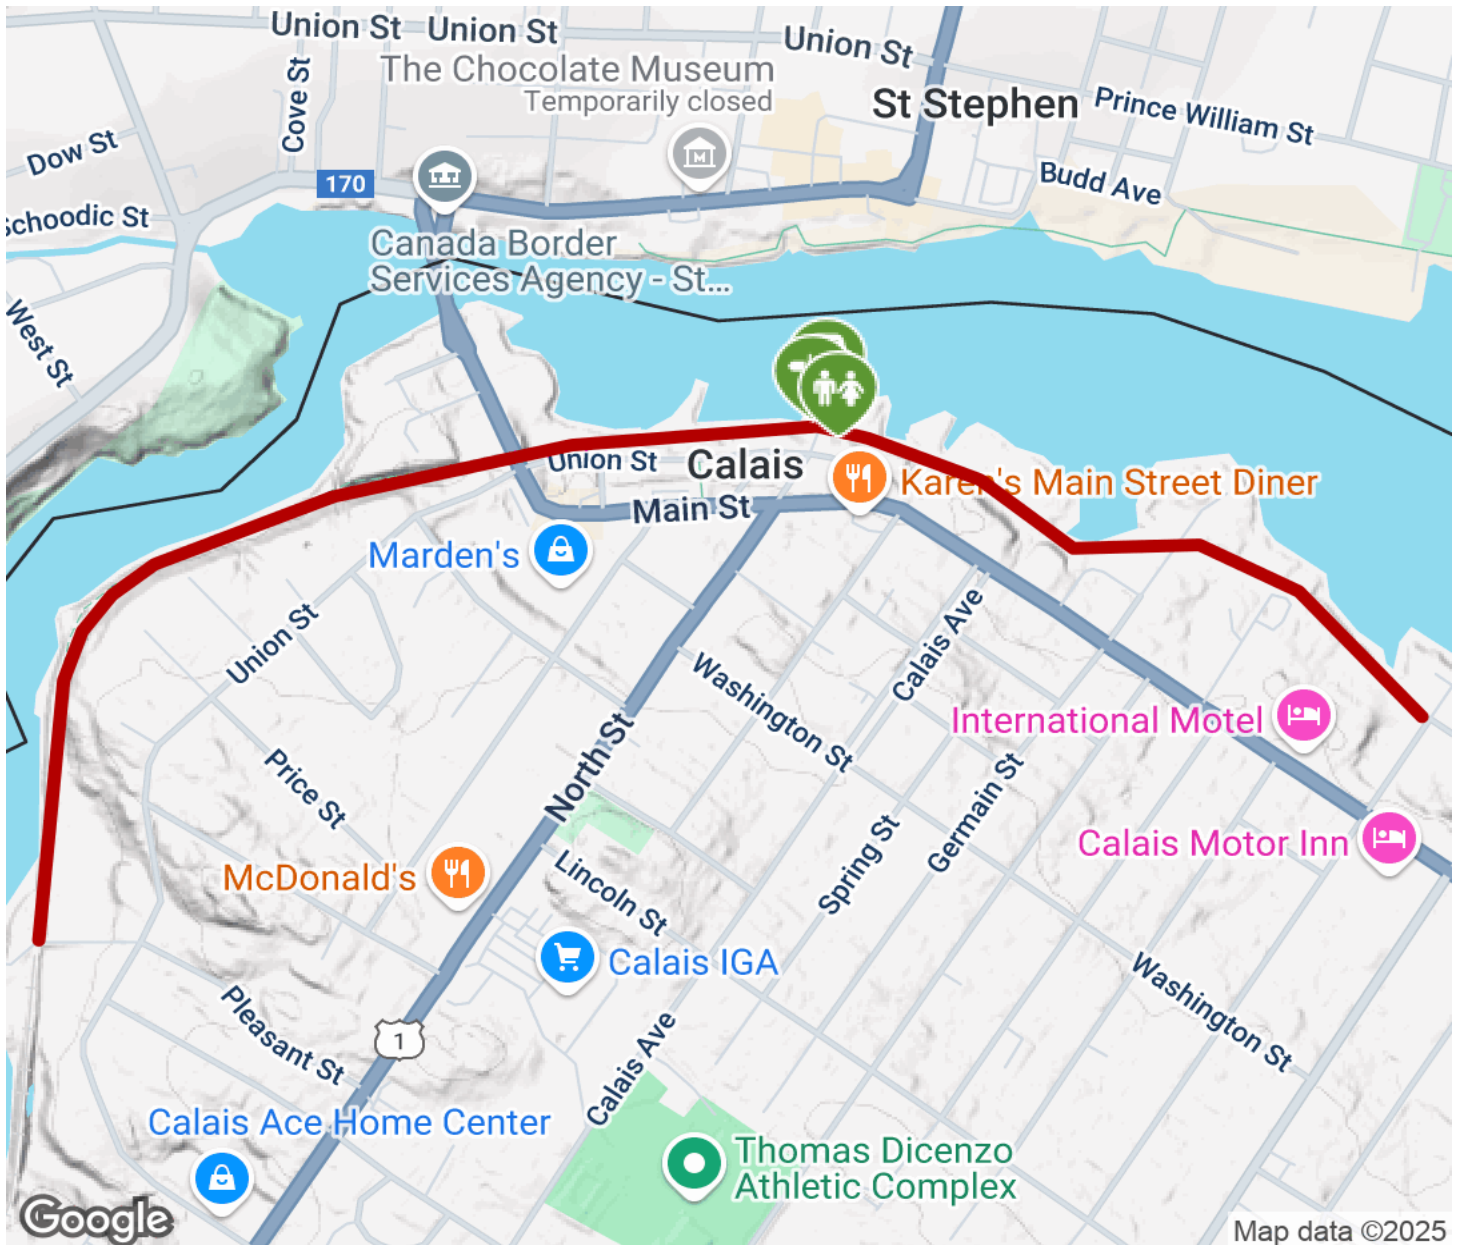 Union St
Union St
Union St
The Chocolate Museum
Temporarily closed
Cove St
St Stephen
Prince William St
Dow St
170
Budd Ave
Schoodic St
Canada Border
Services Agency - St...
West St
Union St
Calais
Karen's Main Street Diner
Main St
Marden's
Union St
Calais Ave
Washington St
International Motel
North St
Price St
Germain St
Calais Motor Inn
McDonald's
Spring St
Lincoln St
Calais IGA
Washington St
Pleasant St
1
Calais Ave
Calais Ace Home Center
Thomas Dicenzo
Athletic Complex
Google
Map data ©2025